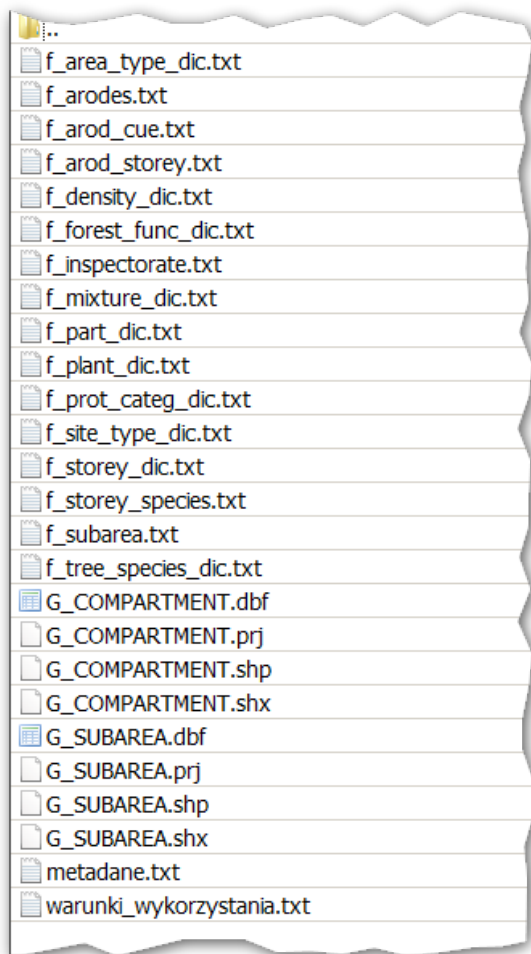 ..
f_area_type_dic.txt
f_arodes.txt
f_arod_cue.txt
f_arod_storey.txt
f_density_dic.txt
f_forest_func_dic.txt
f_inspectorate.txt
f_mixture_dic.txt
f_part_dic.txt
f_plant_dic.txt
f_prot_categ_dic.txt
f_site_type_dic.txt
f_storey_dic.txt
f_storey_species.txt
f_subarea.txt
f_tree_species_dic.txt
G_COMPARTMENT.dbf
G_COMPARTMENT.prj
G_COMPARTMENT.shp
G_COMPARTMENT.shx
G_SUBAREA.dbf
G_SUBAREA.prj
G_SUBAREA.shp
G_SUBAREA.shx
metadane.txt
warunki_wykorzystania.txt